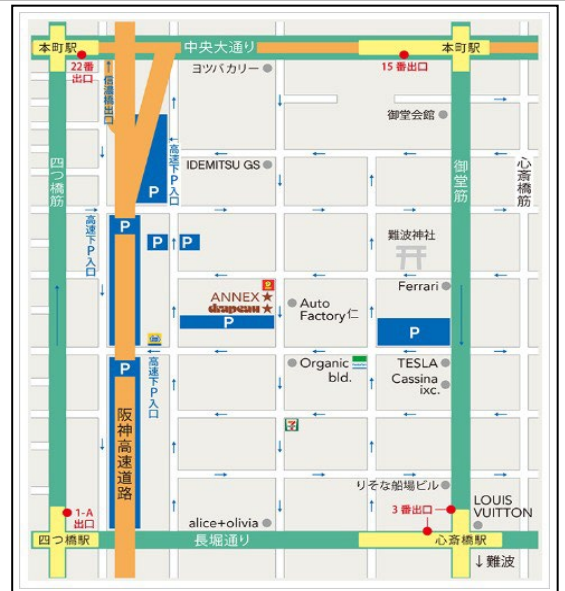 本町駅
中央大通り
本町駅
22番
出口
信濃橋出口
ヨツバカリー
15番出口
御堂会館
高速下P入口
IDEMITSU GS
P
四つ橋筋
御堂筋
心斎橋筋
高速下P入口
P
P
P
難波神社
ANNEX
drapeau
P
Auto
Factory仁
Ferrari
P
P
高速下P入口
Organic
bld.
TESLA
Cassina
ixc.
阪神高速道路
7
りそな船場ビル
1-A
出口
alice+olivia
3番出口
LOUIS
VUITTON
四つ橋駅
長堀通り
心斎橋駅
↓難波